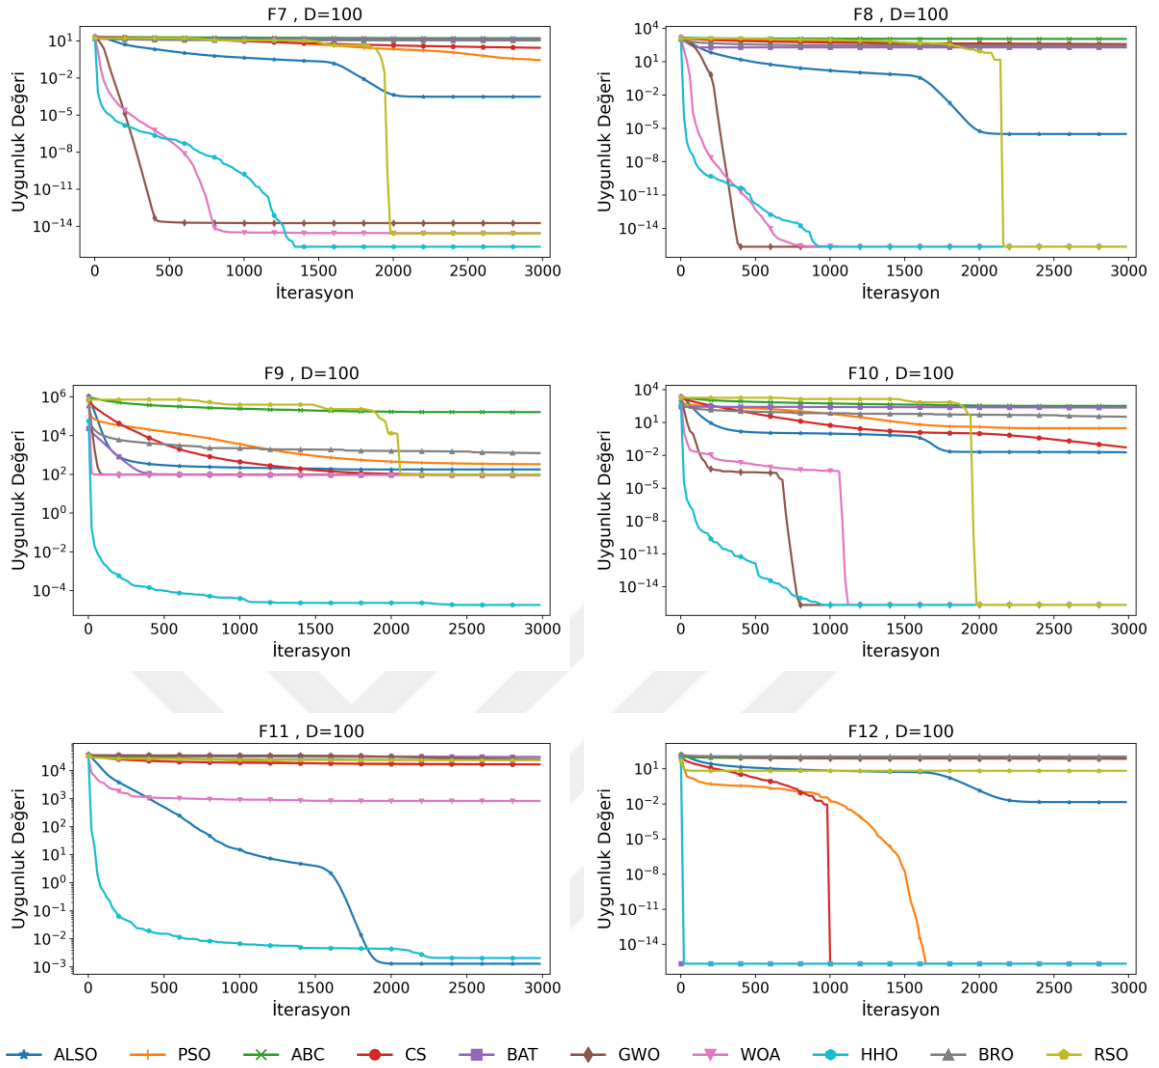 F7 , D=100
Uygunluk Değeri
10^1
10^-2
10^-5
10^-8
10^-11
10^-14
0 500 1000 1500 2000 2500 3000
İterasyon
F8 , D=100
Uygunluk Değeri
10^4
10^1
10^-2
10^-5
10^-8
10^-11
10^-14
0 500 1000 1500 2000 2500 3000
İterasyon
F9 , D=100
Uygunluk Değeri
10^6
10^4
10^2
10^0
10^-2
10^-4
0 500 1000 1500 2000 2500 3000
İterasyon
F10 , D=100
Uygunluk Değeri
10^4
10^1
10^-2
10^-5
10^-8
10^-11
10^-14
0 500 1000 1500 2000 2500 3000
İterasyon
F11 , D=100
Uygunluk Değeri
10^4
10^3
10^2
10^1
10^0
10^-1
10^-2
10^-3
0 500 1000 1500 2000 2500 3000
İterasyon
F12 , D=100
Uygunluk Değeri
10^1
10^-2
10^-5
10^-8
10^-11
10^-14
0 500 1000 1500 2000 2500 3000
İterasyon
ALSO PSO ABC CS BAT GWO WOA HHO BRO RSO